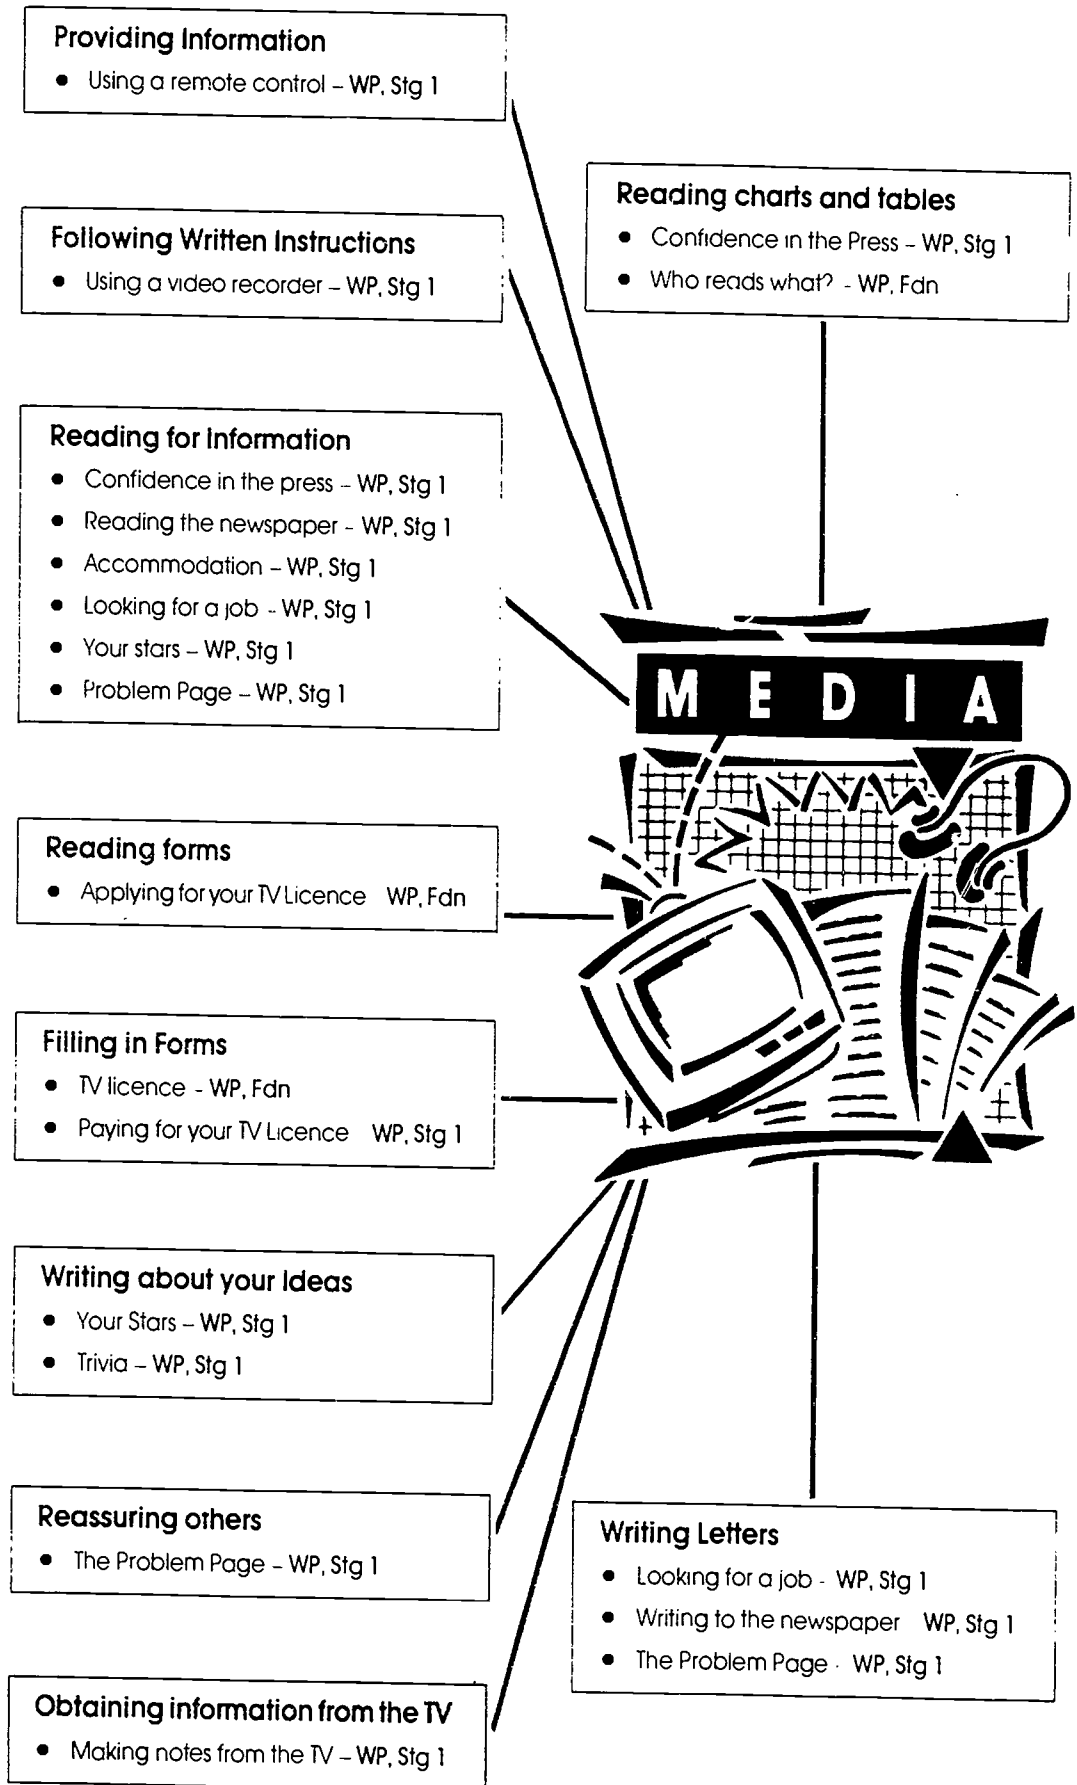 Providing Information
• Using a remote control – WP, Stg 1
Following Written Instructions
• Using a video recorder – WP, Stg 1
Reading for Information
• Confidence in the press – WP, Stg 1
• Reading the newspaper - WP, Stg 1
• Accommodation – WP, Stg 1
• Looking for a job - WP, Stg 1
• Your stars – WP, Stg 1
• Problem Page – WP, Stg 1
Reading forms
• Applying for your TV Licence WP, Fdn
Filling in Forms
• TV licence - WP, Fdn
• Paying for your TV Licence WP, Stg 1
Writing about your Ideas
• Your Stars – WP, Stg 1
• Trivia – WP, Stg 1
Reassuring others
• The Problem Page – WP, Stg 1
Obtaining information from the TV
• Making notes from the TV – WP, Stg 1
Reading charts and tables
• Confidence in the Press – WP, Stg 1
• Who reads what? - WP, Fdn
MEDIA
Writing Letters
• Looking for a job - WP, Stg 1
• Writing to the newspaper WP, Stg 1
• The Problem Page - WP, Stg 1